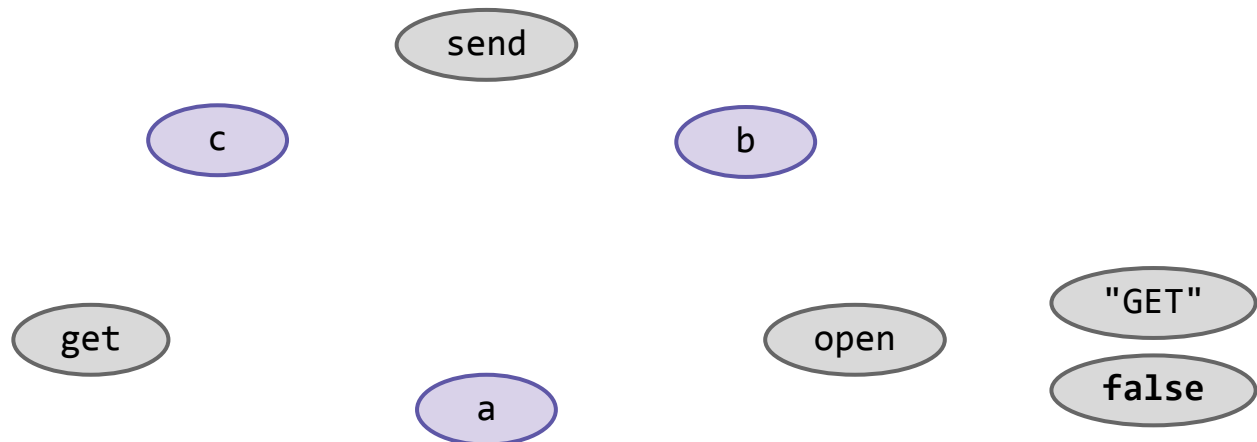 send
c
b
"GET"
get
open
false
a